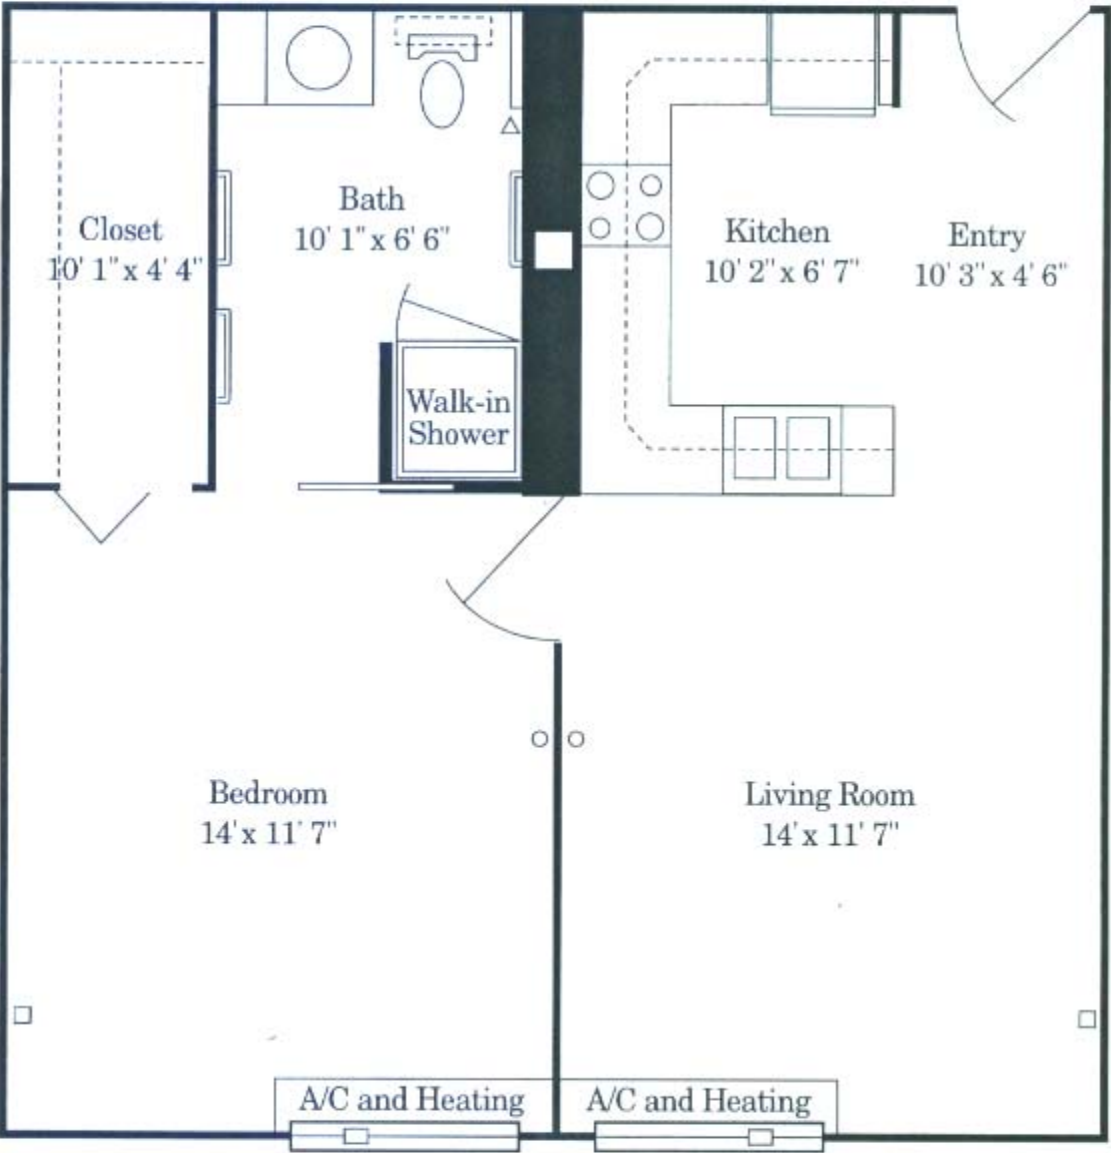 Closet
10' 1" x 4' 4"
Bath
10' 1" x 6' 6"
Walk-in
Shower
Kitchen
10' 2" x 6' 7"
Entry
10' 3" x 4' 6"
Bedroom
14' x 11' 7"
Living Room
14' x 11' 7"
A/C and Heating
A/C and Heating